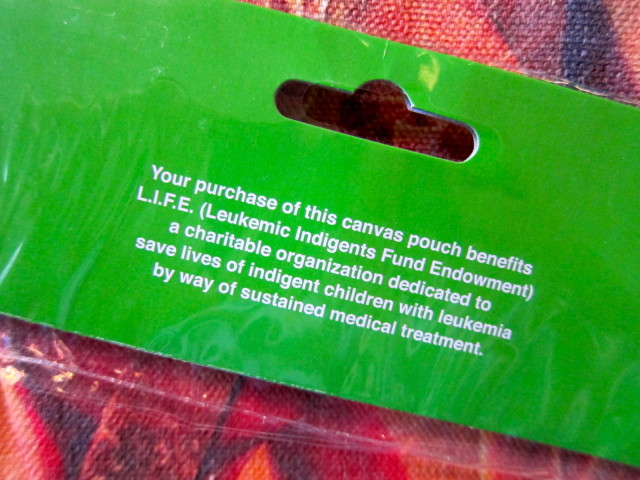 Your purchase of this canvas pouch benefits
L.I.F.E. (Leukemic Indigents Fund Endowment)
a charitable organization dedicated to
save lives of indigent children with leukemia
by way of sustained medical treatment.